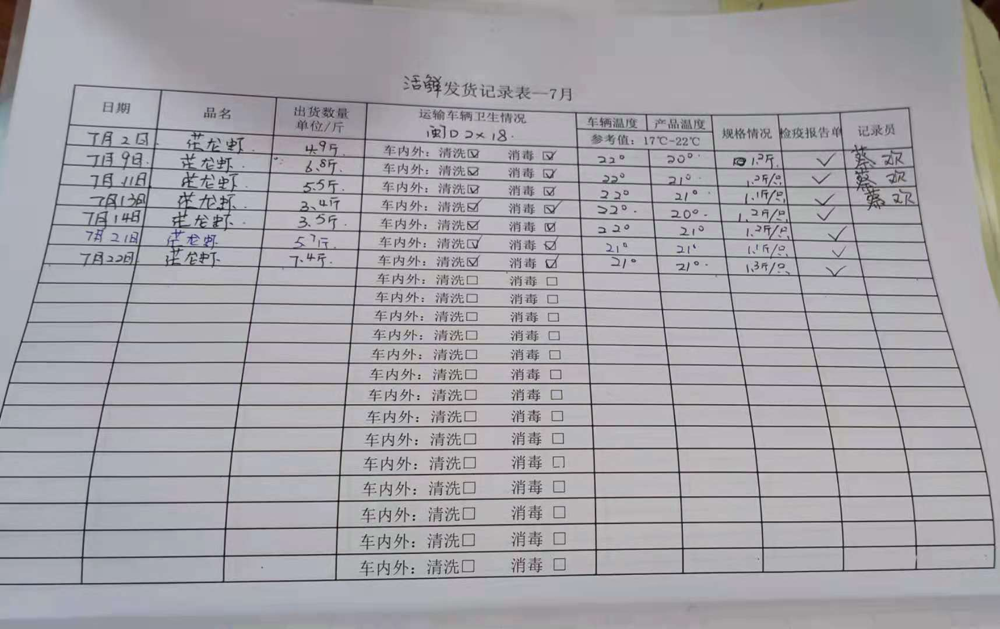 活鲜发货记录表—7月
日期 品名 出货数量 单位/斤 运输车辆卫生情况 闽D2×18. 车辆温度 产品温度 参考值：17℃-22℃ 规格情况 检疫报告单 记录员
7月2日. 龙虾. 4.9斤. 车内外：清洗☑ 消毒☑ 22° 20°. 1.2斤. ✓ 蔡欢
7月9日. 龙虾. 6.8斤. 车内外：清洗☑ 消毒☑ 22° 21°. 1.2斤/只 ✓ 蔡欢
7月11日 龙虾. 5.5斤. 车内外：清洗☑ 消毒☑ 22° 21°. 1.1斤/只. ✓ 蔡欢
7月13日 龙虾. 3.4斤 车内外：清洗☑ 消毒☑ 22°. 20°. 1.2斤/只. ✓
7月14日 龙虾. 3.5斤. 车内外：清洗☑ 消毒☑ 22° 21° 1.2斤/只. ✓
7月21日 龙虾 5.7斤. 车内外：清洗☑ 消毒☑ 21° 21° 1.1斤/只. ✓
7月22日 龙虾. 7.4斤. 车内外：清洗☑ 消毒☑ 21° 21°. 1.3斤/只. ✓
车内外：清洗□ 消毒□
车内外：清洗□ 消毒□
车内外：清洗□ 消毒□
车内外：清洗□ 消毒□
车内外：清洗□ 消毒□
车内外：清洗□ 消毒□
车内外：清洗□ 消毒□
车内外：清洗□ 消毒□
车内外：清洗□ 消毒□
车内外：清洗□ 消毒□
车内外：清洗□ 消毒□
车内外：清洗□ 消毒□
车内外：清洗□ 消毒□
车内外：清洗□ 消毒□